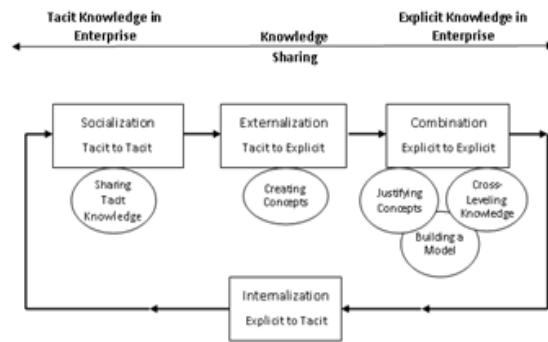 Tacit Knowledge in
Enterprise
Knowledge
Sharing
Explicit Knowledge in
Enterprise
Socialization
Tacit to Tacit
Externalization
Tacit to Explicit
Combination
Explicit to Explicit
Sharing
Tacit
Knowledge
Creating
Concepts
Justifying
Concepts
Cross-
Leveling
Knowledge
Building a
Model
Internalization
Explicit to Tacit